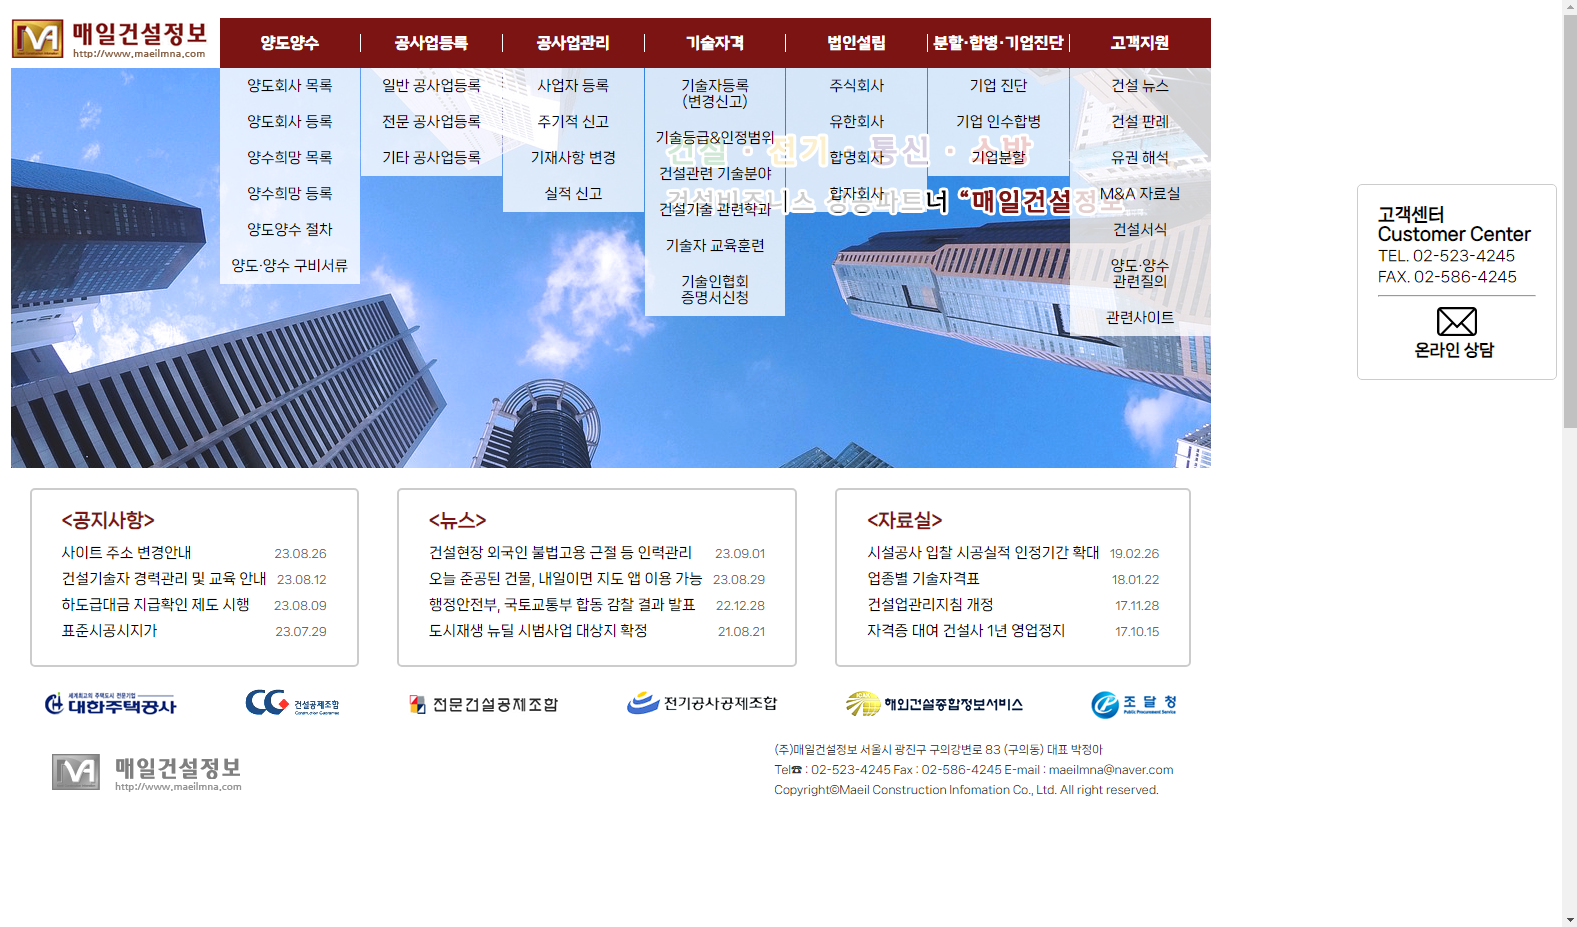 매일건설정보
http://www.maeilmna.com
양도양수
공사업등록
공사업관리
기술자격
법인설립
분할·합병·기업진단
고객지원
양도회사 목록
양도회사 등록
양수희망 목록
양수희망 등록
양도양수 절차
양도·양수 구비서류
일반 공사업등록
전문 공사업등록
기타 공사업등록
사업자 등록
주기적 신고
기재사항 변경
실적 신고
기술자등록
(변경신고)
기술등급&인정범위
건설관련 기술분야
건설기술 관련학과
기술자 교육훈련
기술인협회
증명서신청
주식회사
유한회사
합명회사
합자회사
기업 진단
기업 인수합병
기업분할
건설 뉴스
건설 판례
유권 해석
M&A 자료실
건설서식
양도·양수
관련질의
관련사이트
건설 · 전기 · 통신 · 소방
건설비즈니스 성공파트너 “매일건설정보”
고객센터
Customer Center
TEL. 02-523-4245
FAX. 02-586-4245
온라인 상담
<공지사항>
사이트 주소 변경안내 23.08.26
건설기술자 경력관리 및 교육 안내 23.08.12
하도급대금 지급확인 제도 시행 23.08.09
표준시공시지가 23.07.29
<뉴스>
건설현장 외국인 불법고용 근절 등 인력관리 23.09.01
오늘 준공된 건물, 내일이면 지도 앱 이용 가능 23.08.29
행정안전부, 국토교통부 합동 감찰 결과 발표 22.12.28
도시재생 뉴딜 시범사업 대상지 확정 21.08.21
<자료실>
시설공사 입찰 시공실적 인정기간 확대 19.02.26
업종별 기술자격표 18.01.22
건설업관리지침 개정 17.11.28
자격증 대여 건설사 1년 영업정지 17.10.15
세계최고의 주택도시 전문기업
대한주택공사
건설공제조합
전문건설공제조합
전기공사공제조합
해외건설종합정보서비스
조달청
Public Procurement Service
매일건설정보
http://www.maeilmna.com
(주)매일건설정보 서울시 광진구 구의강변로 83 (구의동) 대표 박정아
Tel☎ : 02-523-4245 Fax : 02-586-4245 E-mail : maeilmna@naver.com
Copyright©Maeil Construction Infomation Co., Ltd. All right reserved.